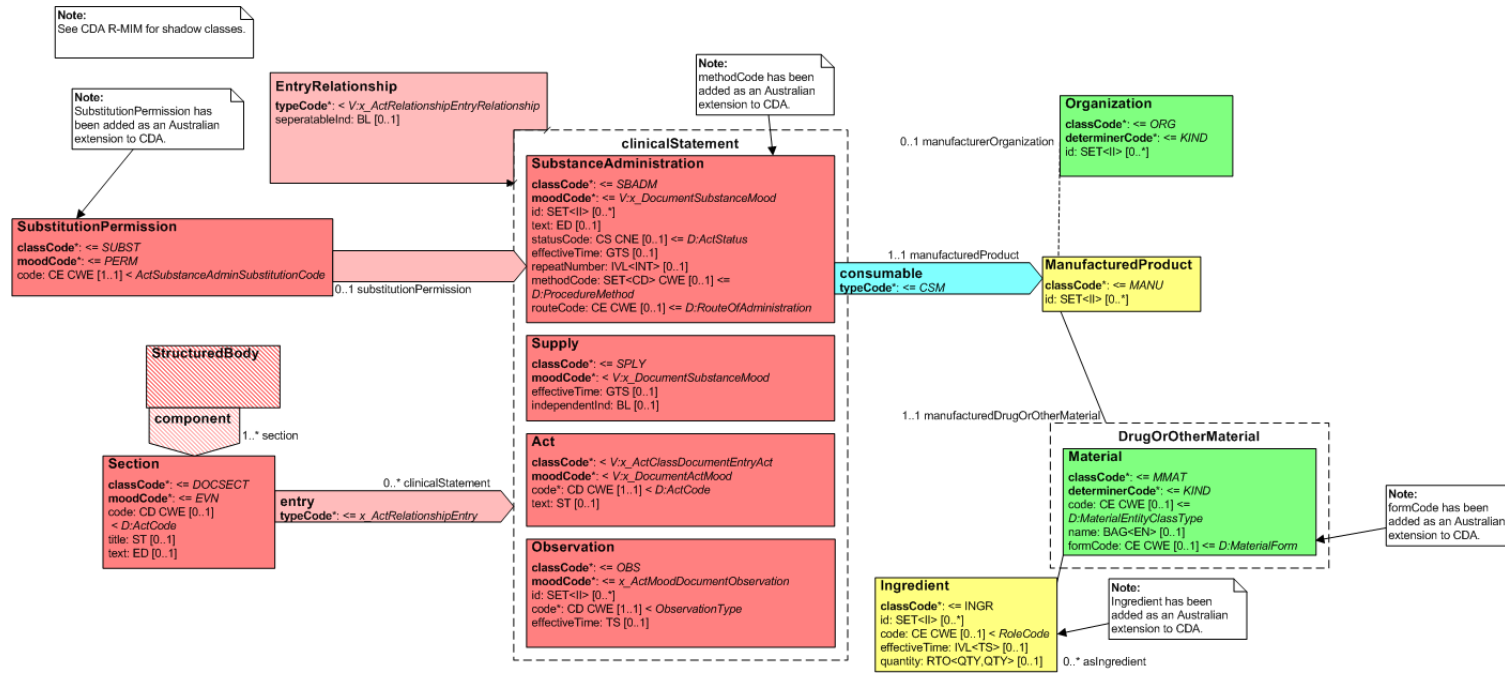 Note:
See CDA R-MIM for shadow classes.
Note:
SubstitutionPermission has
been added as an Australian
extension to CDA.
EntryRelationship
typeCode*: < V:x_ActRelationshipEntryRelationship
seperatableInd: BL [0..1]
Note:
methodCode has been
added as an Australian
extension to CDA.
clinicalStatement
SubstanceAdministration
classCode*: <= SBADM
moodCode*: <= V:x_DocumentSubstanceMood
id: SET<II> [0..*]
text: ED [0..1]
statusCode: CS CNE [0..1] <= D:ActStatus
effectiveTime: GTS [0..1]
repeatNumber: IVL<INT> [0..1]
methodCode: SET<CD> CWE [0..1] <=
D:ProcedureMethod
routeCode: CE CWE [0..1] <= D:RouteOfAdministration
SubstitutionPermission
classCode*: <= SUBST
moodCode*: <= PERM
code: CE CWE [1..1] < ActSubstanceAdminSubstitutionCode
0..1 substitutionPermission
Organization
classCode*: <= ORG
determinerCode*: <= KIND
id: SET<II> [0..*]
0..1 manufacturerOrganization
1..1 manufacturedProduct
consumable
typeCode*: <= CSM
ManufacturedProduct
classCode*: <= MANU
id: SET<II> [0..*]
Supply
classCode*: <= SPLY
moodCode*: < V:x_DocumentSubstanceMood
effectiveTime: GTS [0..1]
independentInd: BL [0..1]
StructuredBody
component
1..* section
Section
classCode*: <= DOCSECT
moodCode*: <= EVN
code: CD CWE [0..1]
< D:ActCode
title: ST [0..1]
text: ED [0..1]
0..* clinicalStatement
entry
typeCode*: <= x_ActRelationshipEntry
Act
classCode*: < V:x_ActClassDocumentEntryAct
moodCode*: < V:x_DocumentActMood
code*: CD CWE [1..1] < D:ActCode
text: ST [0..1]
Observation
classCode*: <= OBS
moodCode*: <= x_ActMoodDocumentObservation
id: SET<II> [0..*]
code*: CD CWE [1..1] < ObservationType
effectiveTime: TS [0..1]
1..1 manufacturedDrugOrOtherMaterial
DrugOrOtherMaterial
Material
classCode*: <= MMAT
determinerCode*: <= KIND
code: CE CWE [0..1] <=
D:MaterialEntityClassType
name: BAG<EN> [0..1]
formCode: CE CWE [0..1] <= D:MaterialForm
Note:
formCode has been
added as an Australian
extension to CDA.
Ingredient
classCode*: <= INGR
id: SET<II> [0..*]
code: CE CWE [0..1] < RoleCode
effectiveTime: IVL<TS> [0..1]
quantity: RTO<QTY,QTY> [0..1]
Note:
Ingredient has been
added as an Australian
extension to CDA.
0..* asIngredient